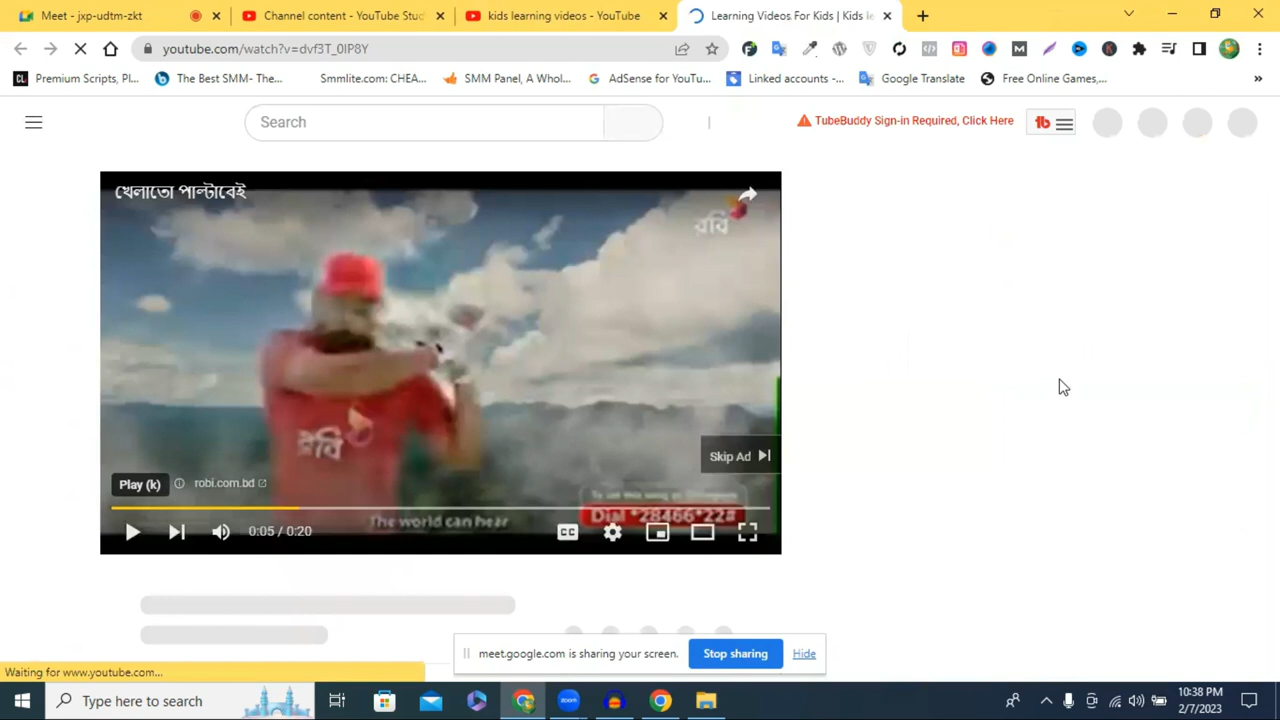 Meet - jxp-udtm-zkt
Channel content - YouTube Stud
kids learning videos - YouTube
Learning Videos For Kids | Kids le
youtube.com/watch?v=dvf3T_0IP8Y
Premium Scripts, Pl...
The Best SMM- The...
Smmlite.com: CHEA...
SMM Panel, A Whol...
AdSense for YouTu...
Linked accounts -...
Google Translate
Free Online Games,...
Search
TubeBuddy Sign-in Required, Click Here
tb
খেলাতো পাল্টাবেই
রবি
রবি
Skip Ad
Play (k)
robi.com.bd
Dial *28466*22#
The world can hear
0:05 / 0:20
CC
meet.google.com is sharing your screen.
Stop sharing
Hide
Waiting for www.youtube.com...
Type here to search
zoom
10:38 PM
2/7/2023